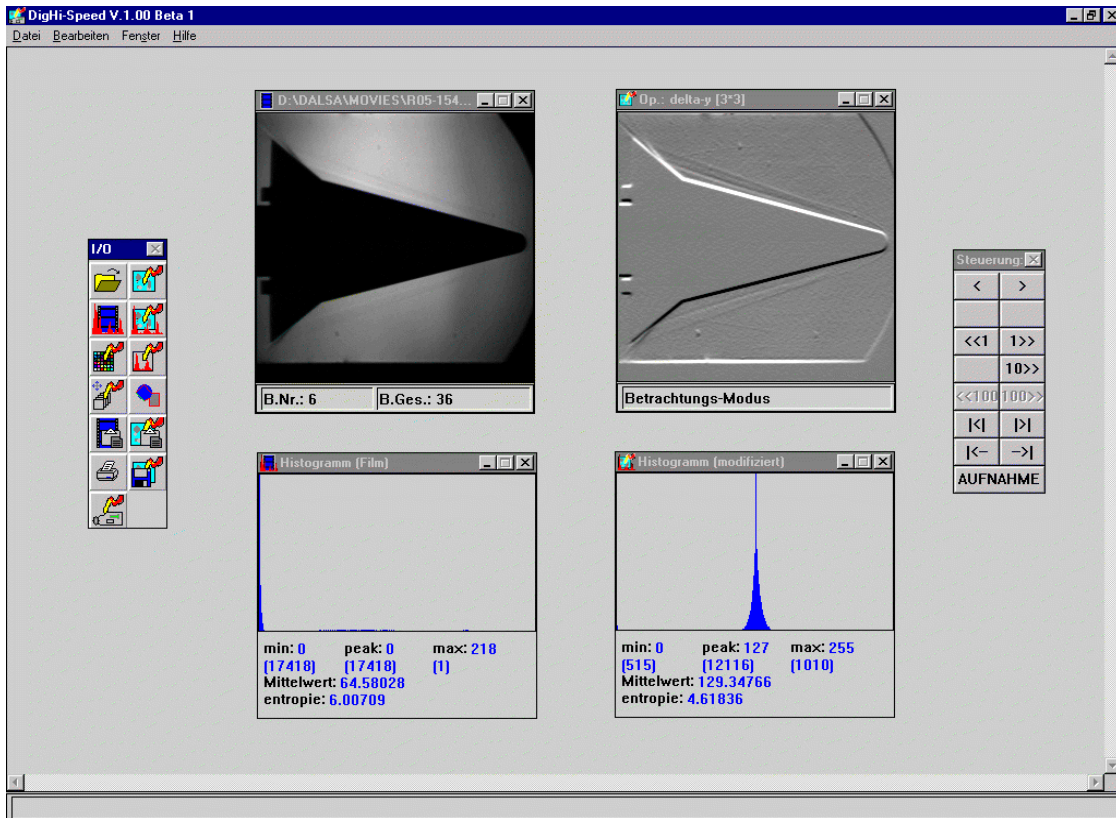 DigHi-Speed V.1.00 Beta 1
Datei Bearbeiten Fenster Hilfe
D:\DALSA\MOVIES\R05-154...
B.Nr.: 6 B.Ges.: 36
Op.: delta-y [3*3]
Betrachtungs-Modus
I/O
Steuerung:
< >
<<1 1>>
10>>
<<100 100>>
|<| |>|
|<- ->|
AUFNAHME
Histogramm (Film)
min: 0 peak: 0 max: 218
(17418) (17418) (1)
Mittelwert: 64.58028
entropie: 6.00709
Histogramm (modifiziert)
min: 0 peak: 127 max: 255
(515) (12116) (1010)
Mittelwert: 129.34766
entropie: 4.61836